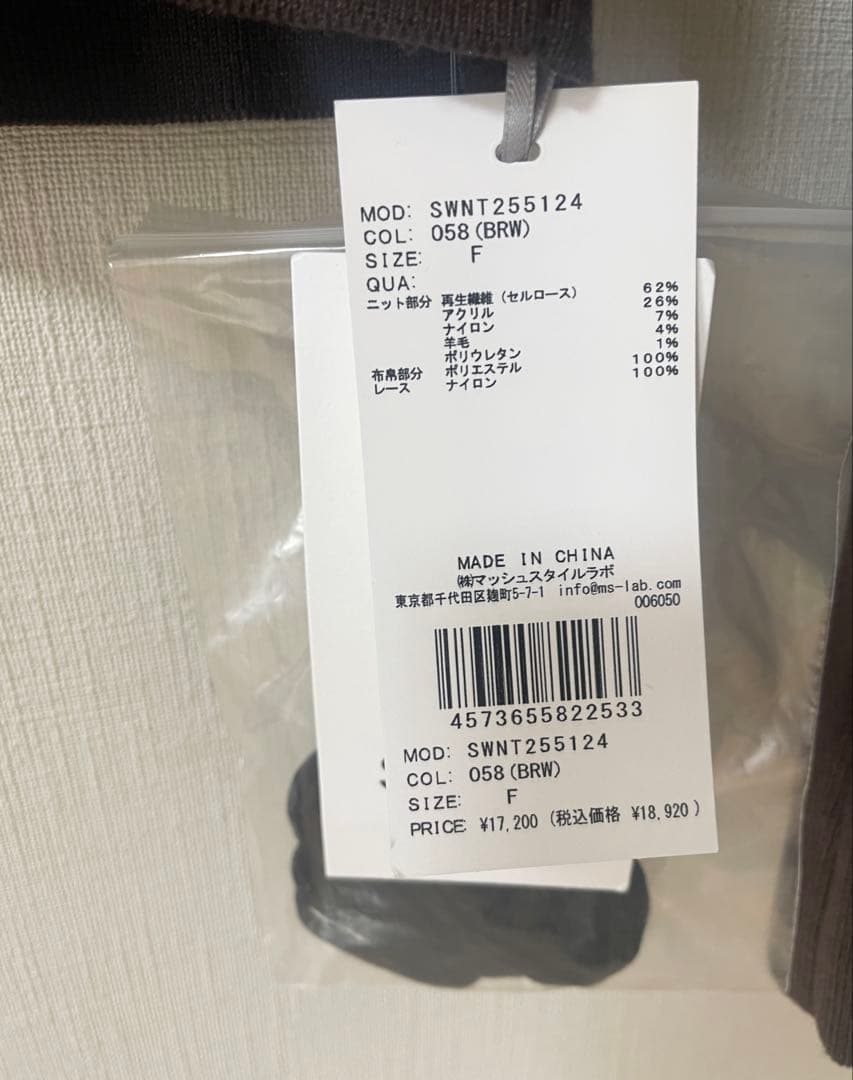 MOD: SWNT255124
COL: 058(BRW)
SIZE: F
QUA:
ニット部分 再生繊維 (セルロース) 62%
アクリル 26%
ナイロン 7%
羊毛 4%
ポリウレタン 1%
布帛部分 ポリエステル 100%
レース ナイロン 100%
MADE IN CHINA
㈱マッシュスタイルラボ
東京都千代田区麹町5-7-1 info@ms-lab.com
006050
4573655822533
MOD: SWNT255124
COL: 058(BRW)
SIZE: F
PRICE: ¥17,200 (税込価格 ¥18,920 )